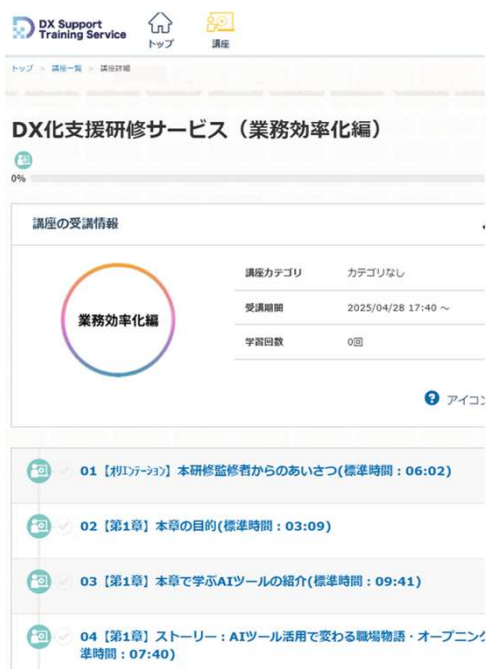 DX Support
Training Service
トップ
講座
トップ > 講座一覧 > 講座詳細
DX化支援研修サービス（業務効率化編）
0%
講座の受講情報
業務効率化編
講座カテゴリ カテゴリなし
受講期間 2025/04/28 17:40 ～
学習回数 0回
? アイコン
01【オリエンテーション】本研修監修者からのあいさつ(標準時間：06:02)
02【第1章】本章の目的(標準時間：03:09)
03【第1章】本章で学ぶAIツールの紹介(標準時間：09:41)
04【第1章】ストーリー：AIツール活用で変わる職場物語・オープニング
準時間：07:40)